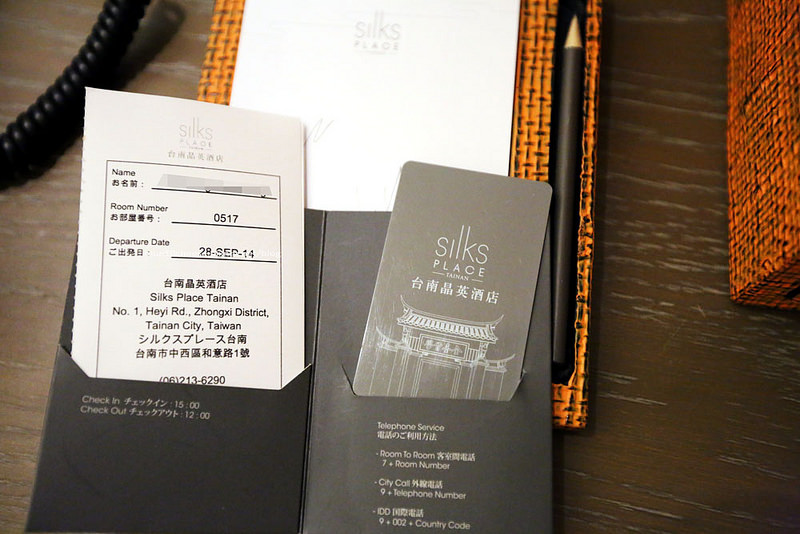 silks
PLACE
silks
PLACE
TAINAN
台南晶英酒店
Name
お名前：
Room Number
お部屋番号： 0517
Departure Date
ご出発日： 28-SEP-14
台南晶英酒店
Silks Place Tainan
No. 1, Heyi Rd., Zhongxi District,
Tainan City, Taiwan
シルクスプレース台南
台南市中西區和意路1號
(06)213-6290
Check In チェックイン : 15 : 00
Check Out チェックアウト : 12 : 00
silks
PLACE
TAINAN
台南晶英酒店
Telephone Service
電話のご利用方法
- Room To Room 客室間電話
7 + Room Number
- City Call 外線電話
9 + Telephone Number
- IDD 国際電話
9 + 002 + Country Code